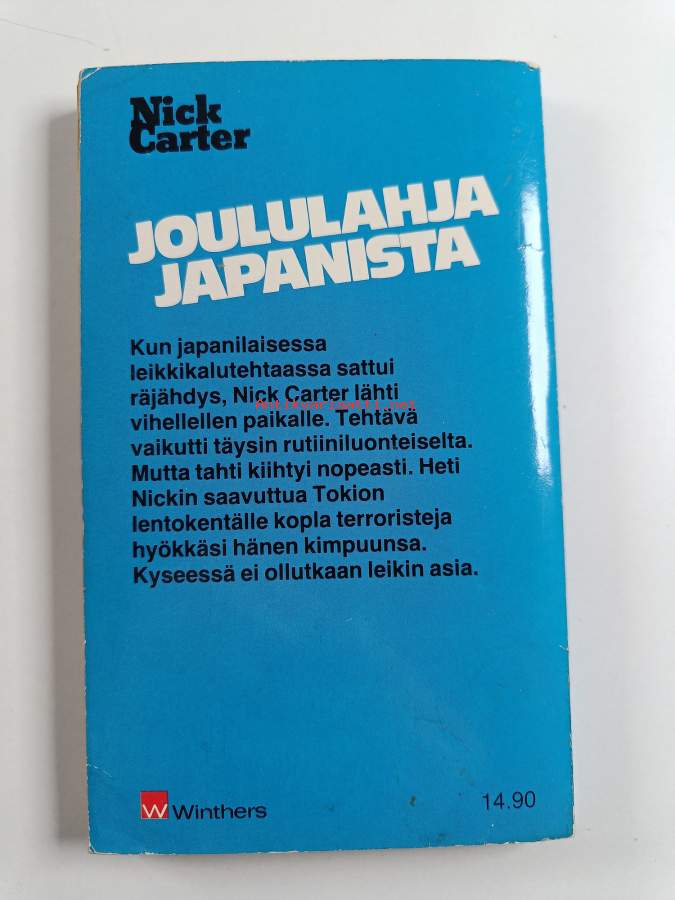 Nick
Carter
JOULULAHJA
JAPANISTA
Kun japanilaisessa
leikkikalutehtaassa sattui
räjähdys, Nick Carter lähti
Antikvariaatti.net
vihellellen paikalle. Tehtävä
vaikutti täysin rutiiniluonteiselta.
Mutta tahti kiihtyi nopeasti. Heti
Nickin saavuttua Tokion
lentokentälle kopla terroristeja
hyökkäsi hänen kimpuunsa.
Kyseessä ei ollutkaan leikin asia.
W Winthers
14.90